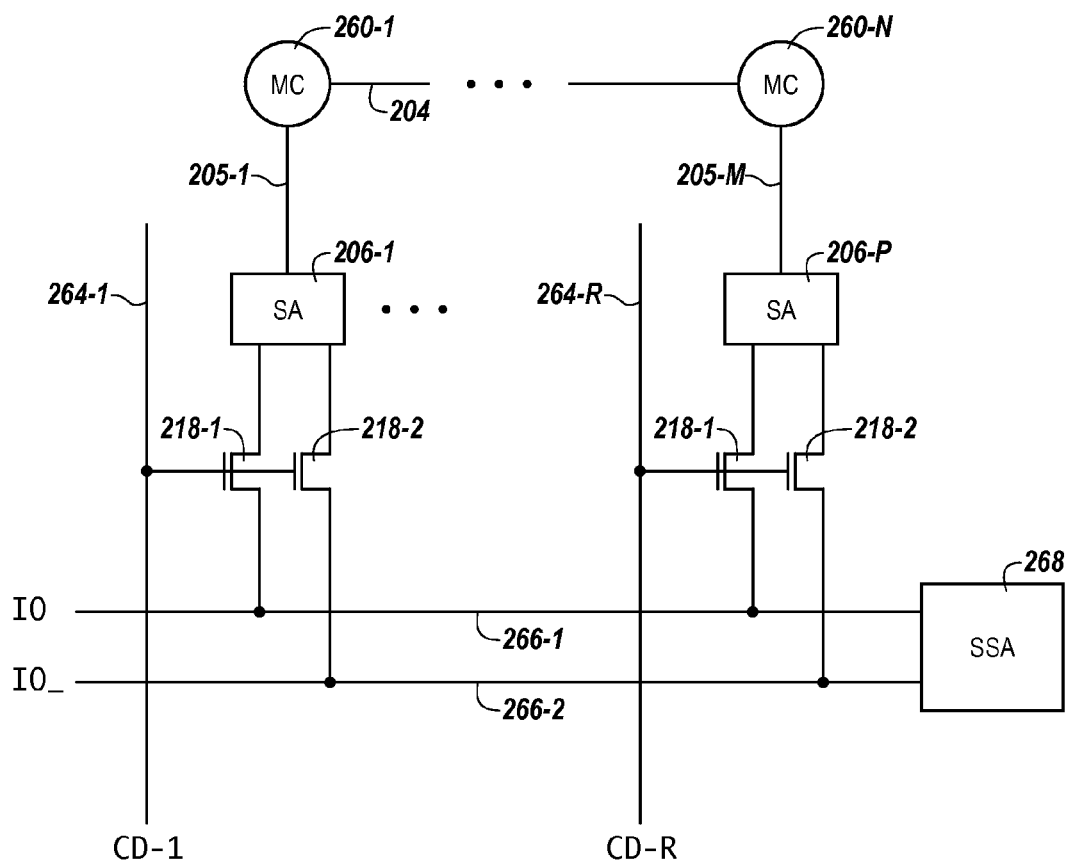 260-1
260-N
MC
MC
204
205-1
205-M
206-1
206-P
264-1
SA
264-R
SA
218-1
218-2
218-1
218-2
268
IO
266-1
SSA
IO_
266-2
CD-1
CD-R